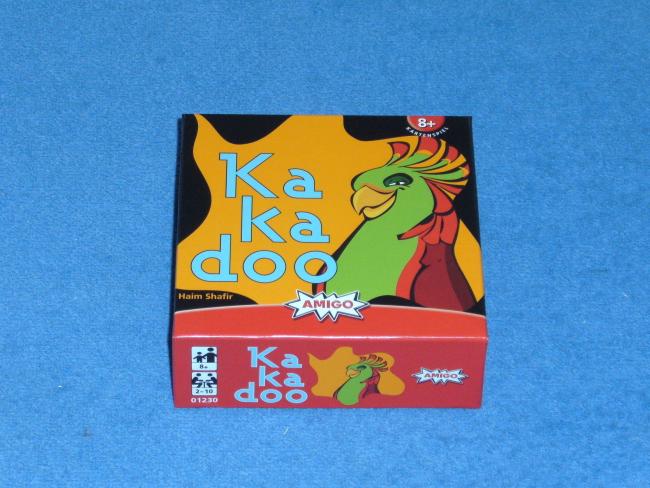 8+
KARTENSPIEL
Ka
ka
doo
Haim Shafir
AMIGO
8+
2-10
01230
Ka
ka
doo
AMIGO